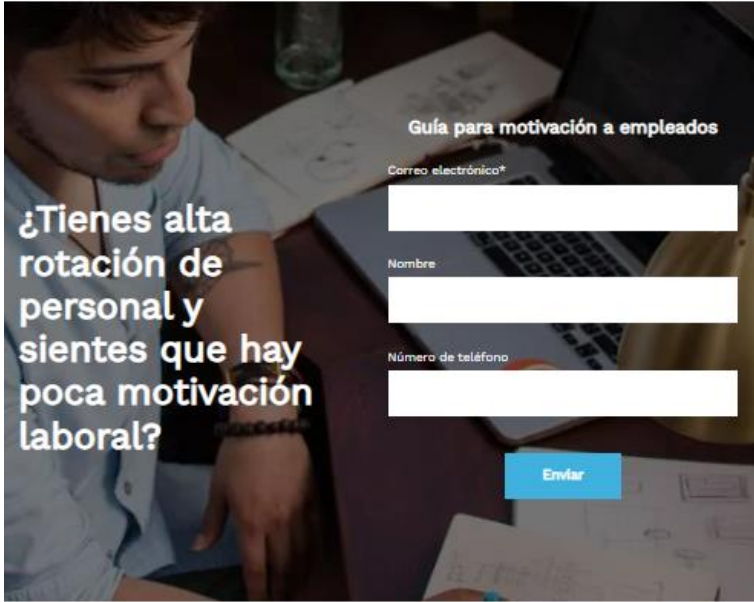 ¿Tienes alta
rotación de
personal y
sientes que hay
poca motivación
laboral?
Guía para motivación a empleados
Correo electrónico*
Nombre
Número de teléfono
Enviar